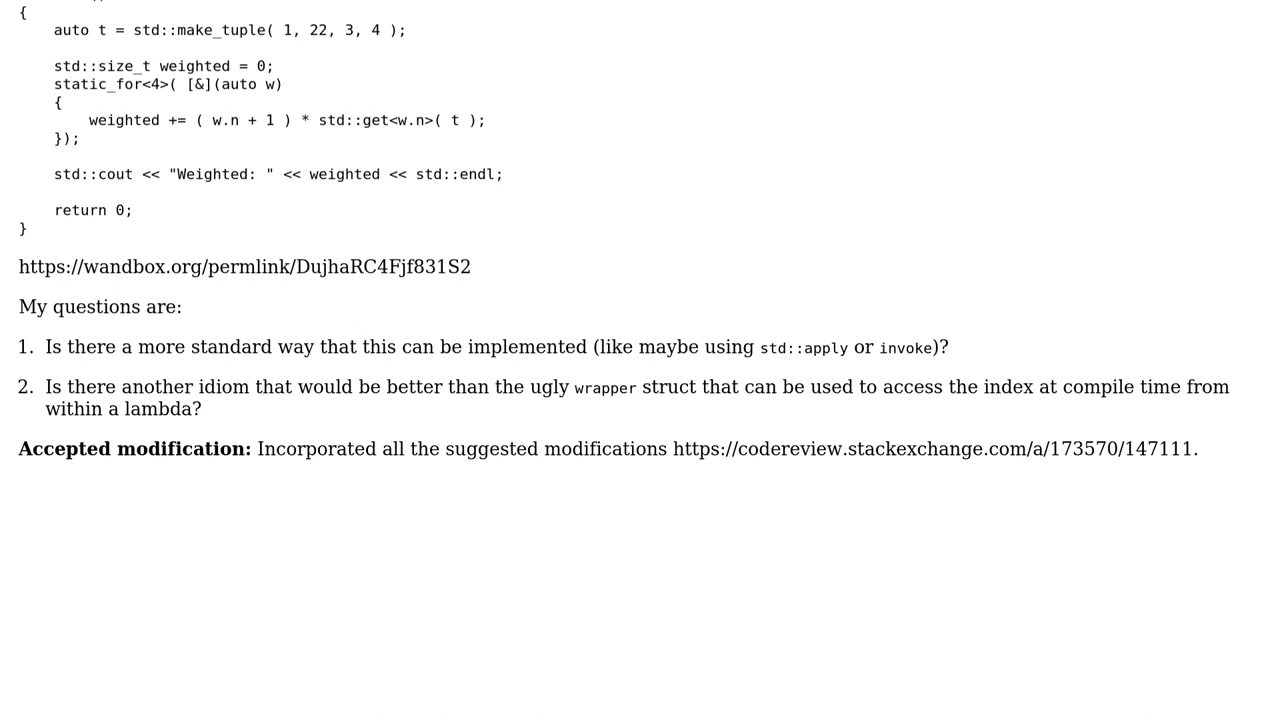 {
    auto t = std::make_tuple( 1, 22, 3, 4 );

    std::size_t weighted = 0;
    static_for<4>( [&](auto w)
    {
        weighted += ( w.n + 1 ) * std::get<w.n>( t );
    });

    std::cout << "Weighted: " << weighted << std::endl;

    return 0;
}
https://wandbox.org/permlink/DujhaRC4Fjf831S2
My questions are:
1. Is there a more standard way that this can be implemented (like maybe using std::apply or invoke)?
2. Is there another idiom that would be better than the ugly wrapper struct that can be used to access the index at compile time from
within a lambda?
Accepted modification: Incorporated all the suggested modifications https://codereview.stackexchange.com/a/173570/147111.